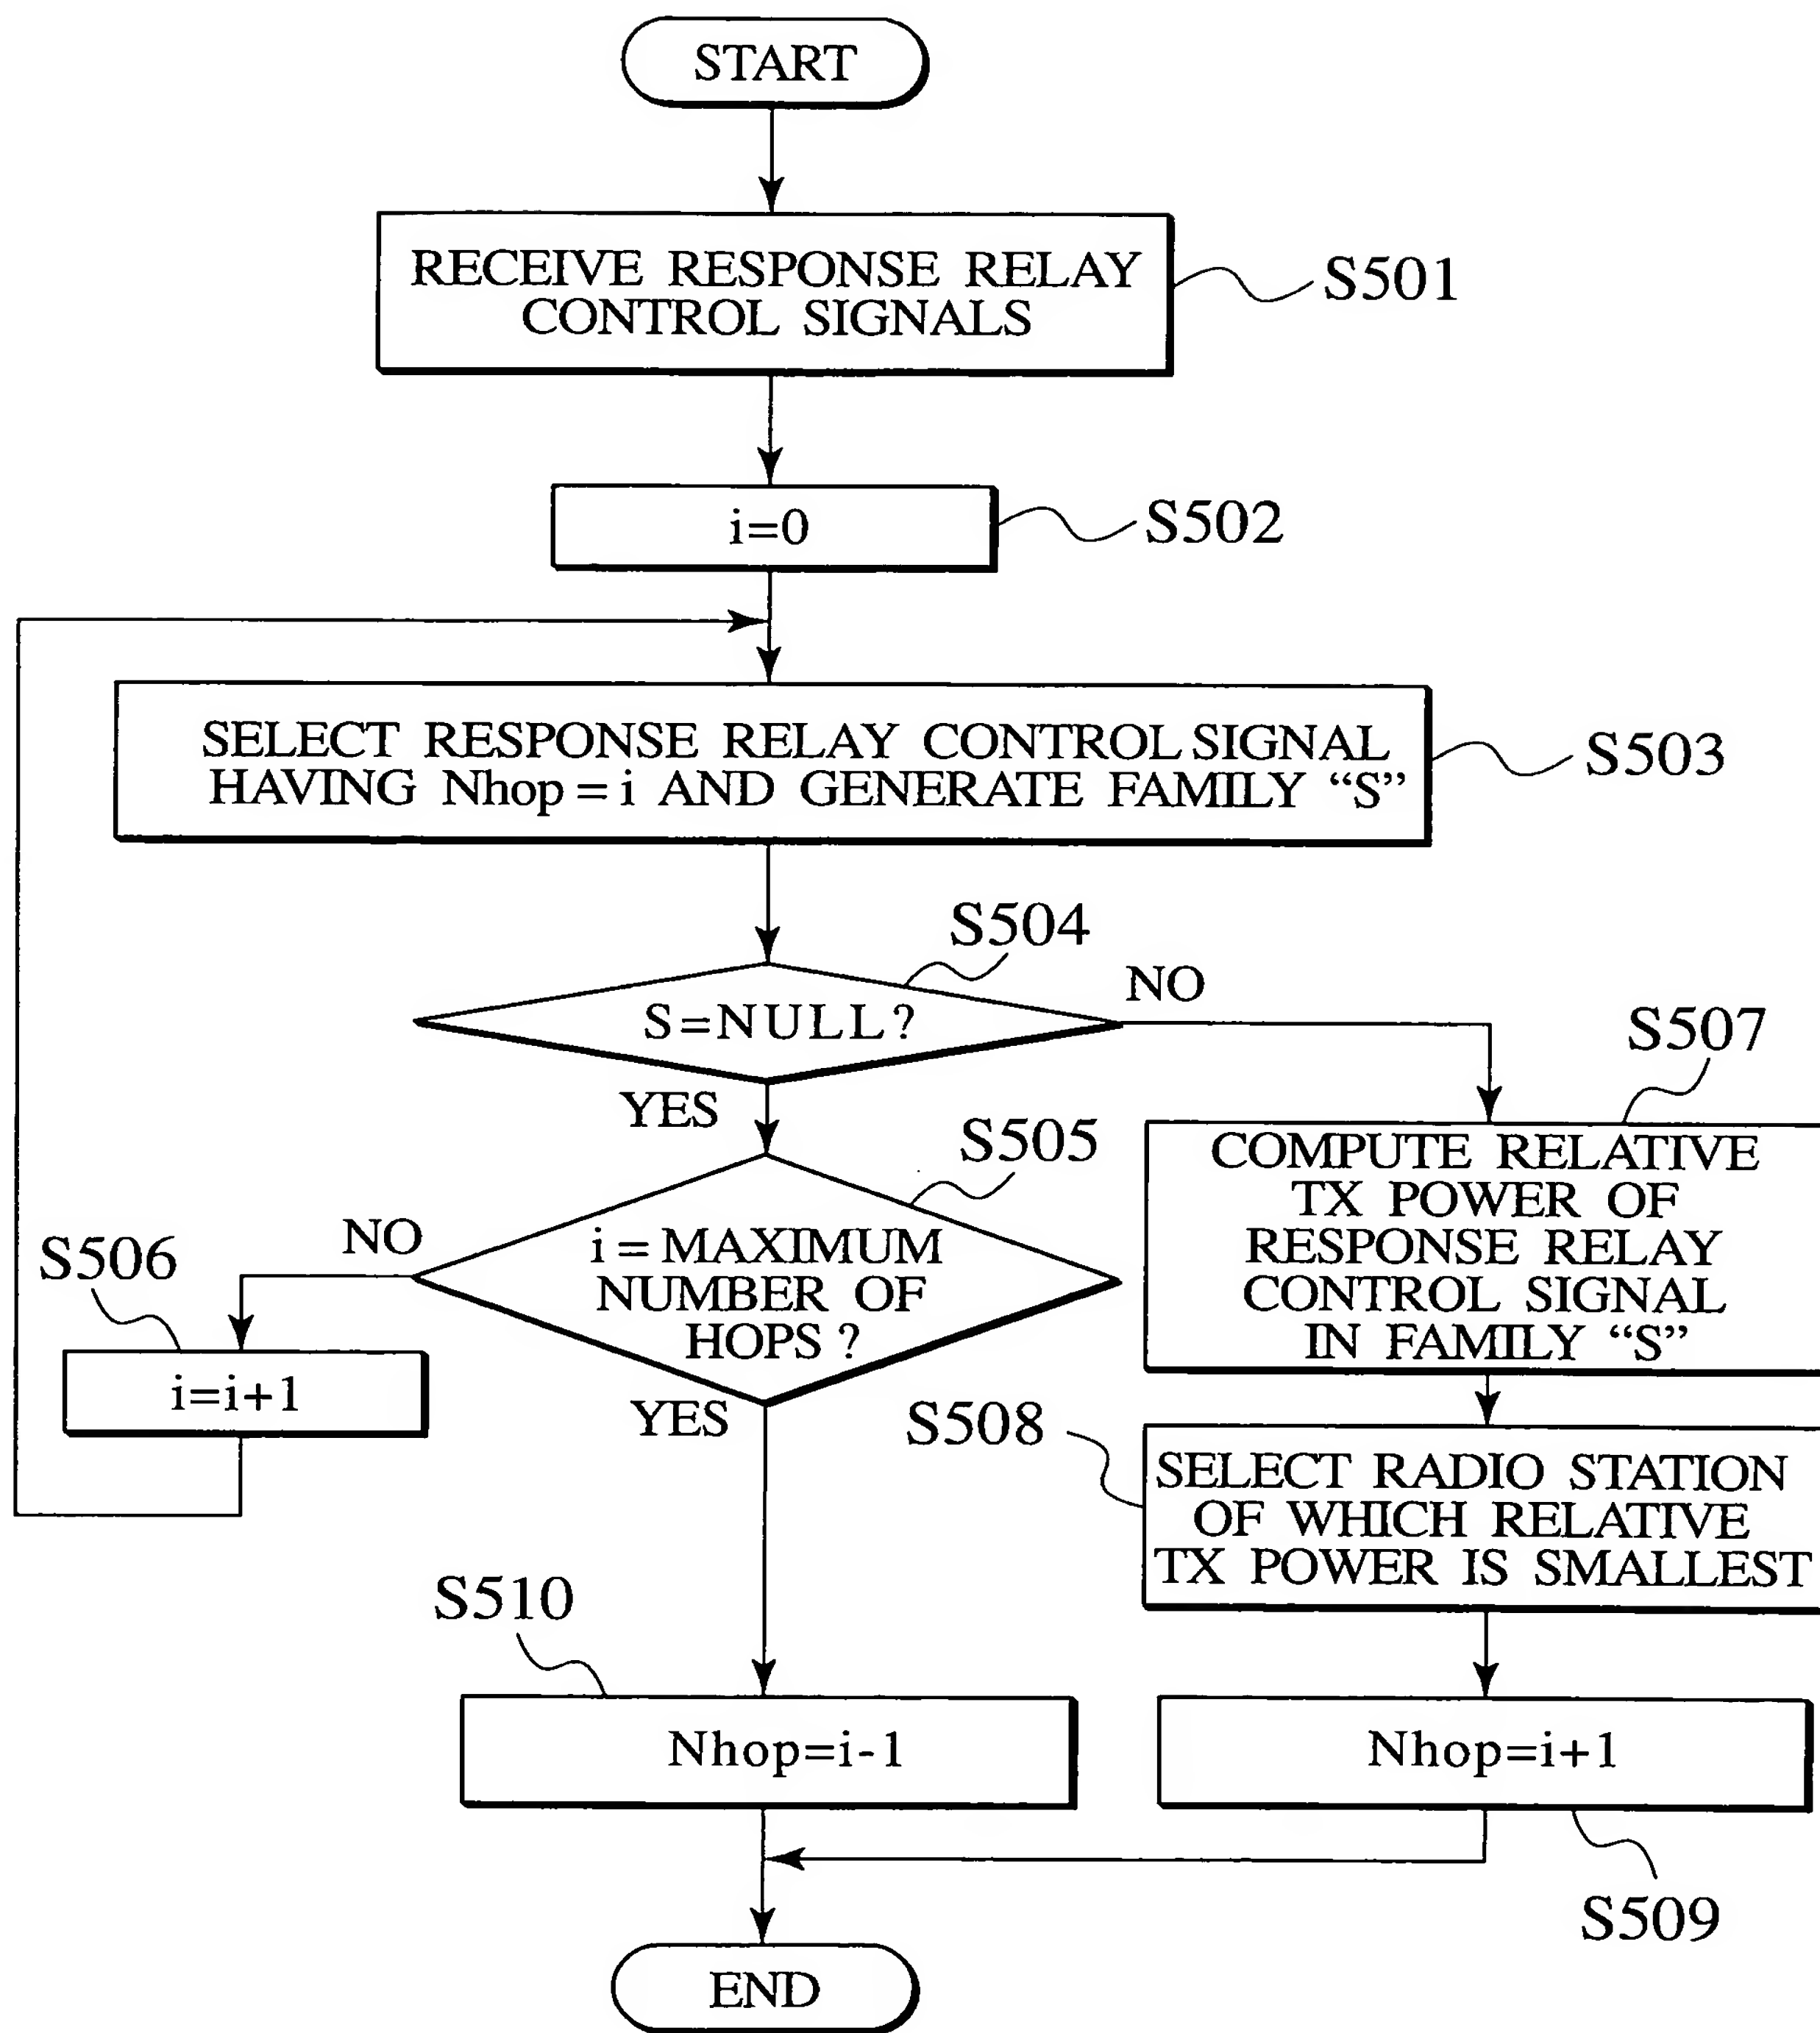 START
RECEIVE RESPONSE RELAY
CONTROL SIGNALS
S501
i=0
S502
SELECT RESPONSE RELAY CONTROL SIGNAL
HAVING Nhop = i AND GENERATE FAMILY “S”
S503
S504
S=NULL?
NO
YES
S507
COMPUTE RELATIVE
TX POWER OF
RESPONSE RELAY
CONTROL SIGNAL
IN FAMILY “S”
S505
i = MAXIMUM
NUMBER OF
HOPS ?
NO
YES
S506
i=i+1
S508
SELECT RADIO STATION
OF WHICH RELATIVE
TX POWER IS SMALLEST
S510
Nhop=i-1
Nhop=i+1
S509
END